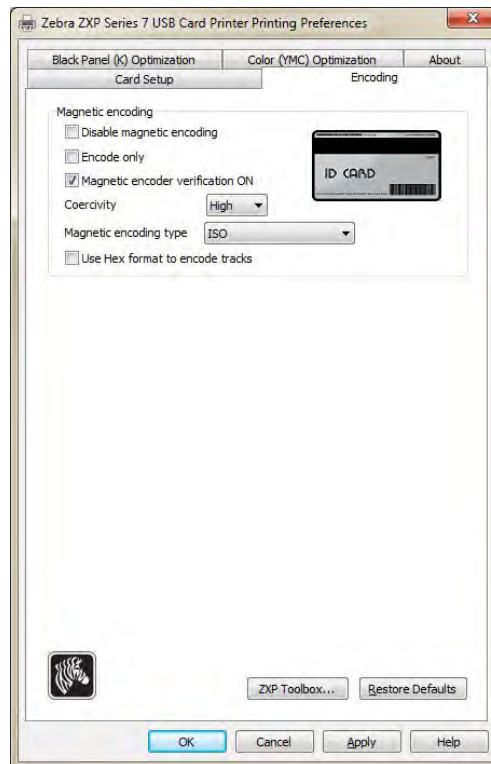 Zebra ZXP Series 7 USB Card Printer Printing Preferences
Black Panel (K) Optimization
Color (YMC) Optimization
About
Card Setup
Encoding
Magnetic encoding
Disable magnetic encoding
Encode only
Magnetic encoder verification ON
Coercivity
High
Magnetic encoding type
ISO
Use Hex format to encode tracks
ID CARD
ZXP Toolbox...
Restore Defaults
OK
Cancel
Apply
Help